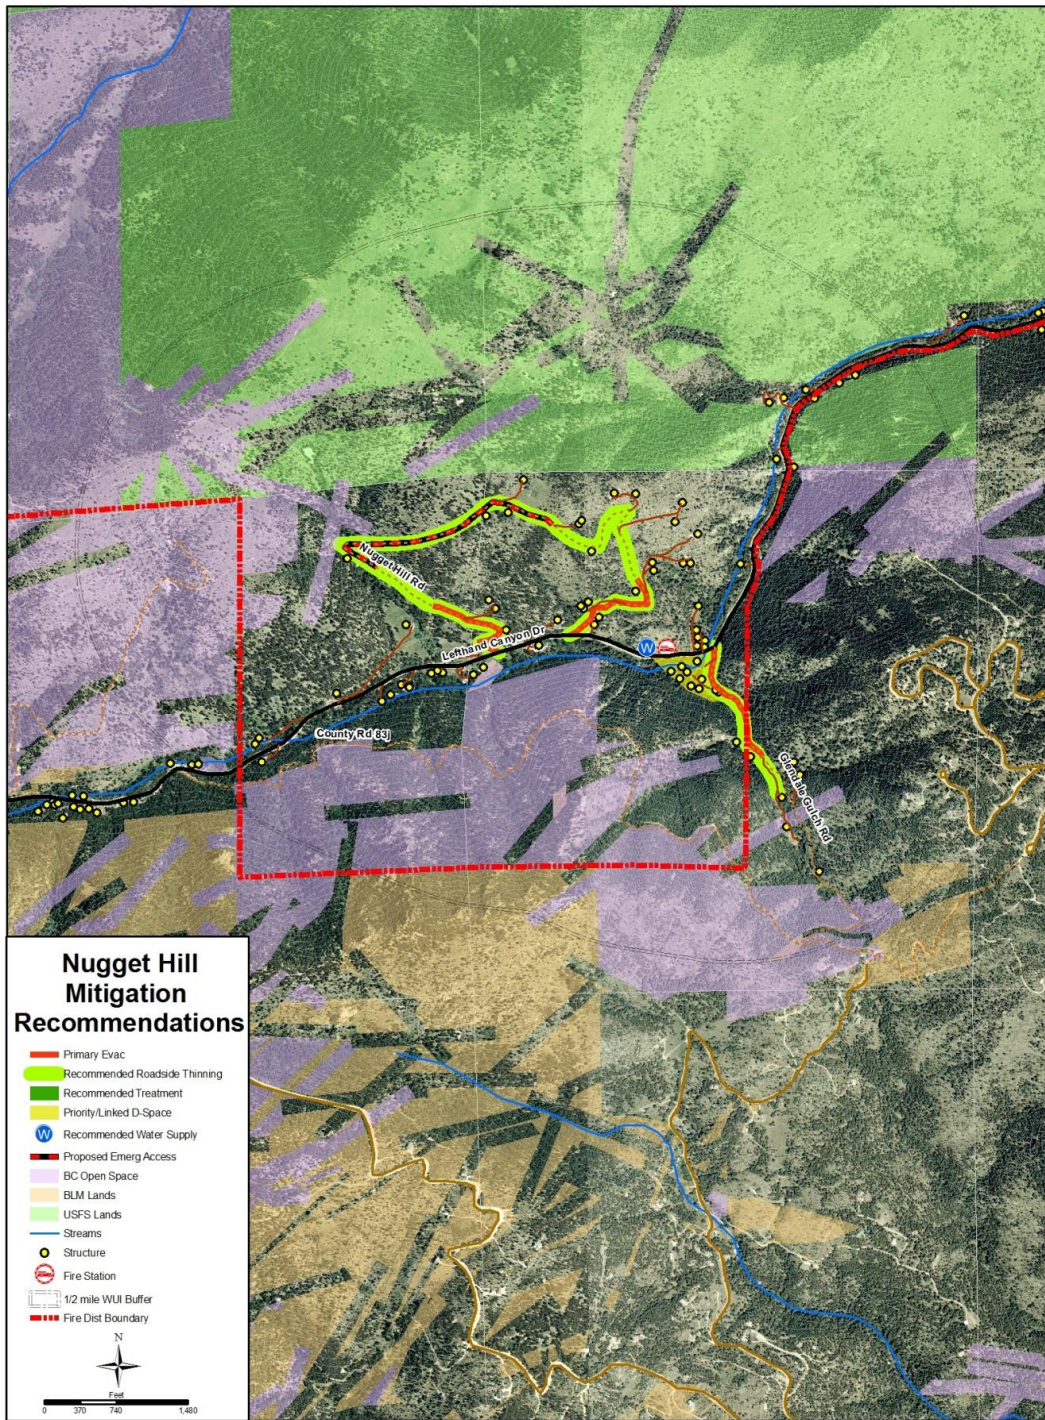 Nugget Hill Rd
Lefthand Canyon Dr
W
County Rd 83j
Glendale Gulch Rd
Nugget Hill
Mitigation
Recommendations
Primary Evac
Recommended Roadside Thinning
Recommended Treatment
Priority/Linked D-Space
W
Recommended Water Supply
Proposed Emerg Access
BC Open Space
BLM Lands
USFS Lands
Streams
Structure
Fire Station
1/2 mile WUI Buffer
Fire Dist Boundary
N
Feet
0 370 740 1,480